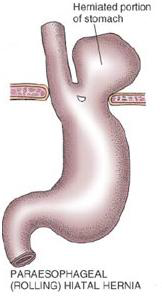 Herniated portion
of stomach
PARAESOPHAGEAL
(ROLLING) HIATAL HERNIA